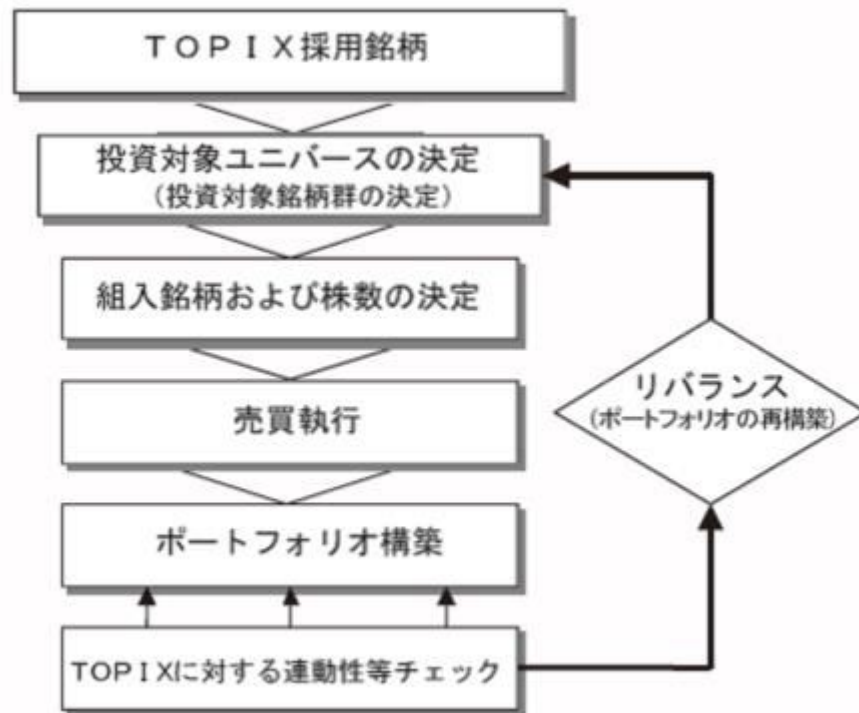 ＴＯＰＩＸ採用銘柄
投資対象ユニバースの決定
（投資対象銘柄群の決定）
組入銘柄および株数の決定
売買執行
ポートフォリオ構築
TOPIXに対する連動性等チェック
リバランス
(ポートフォリオの再構築)